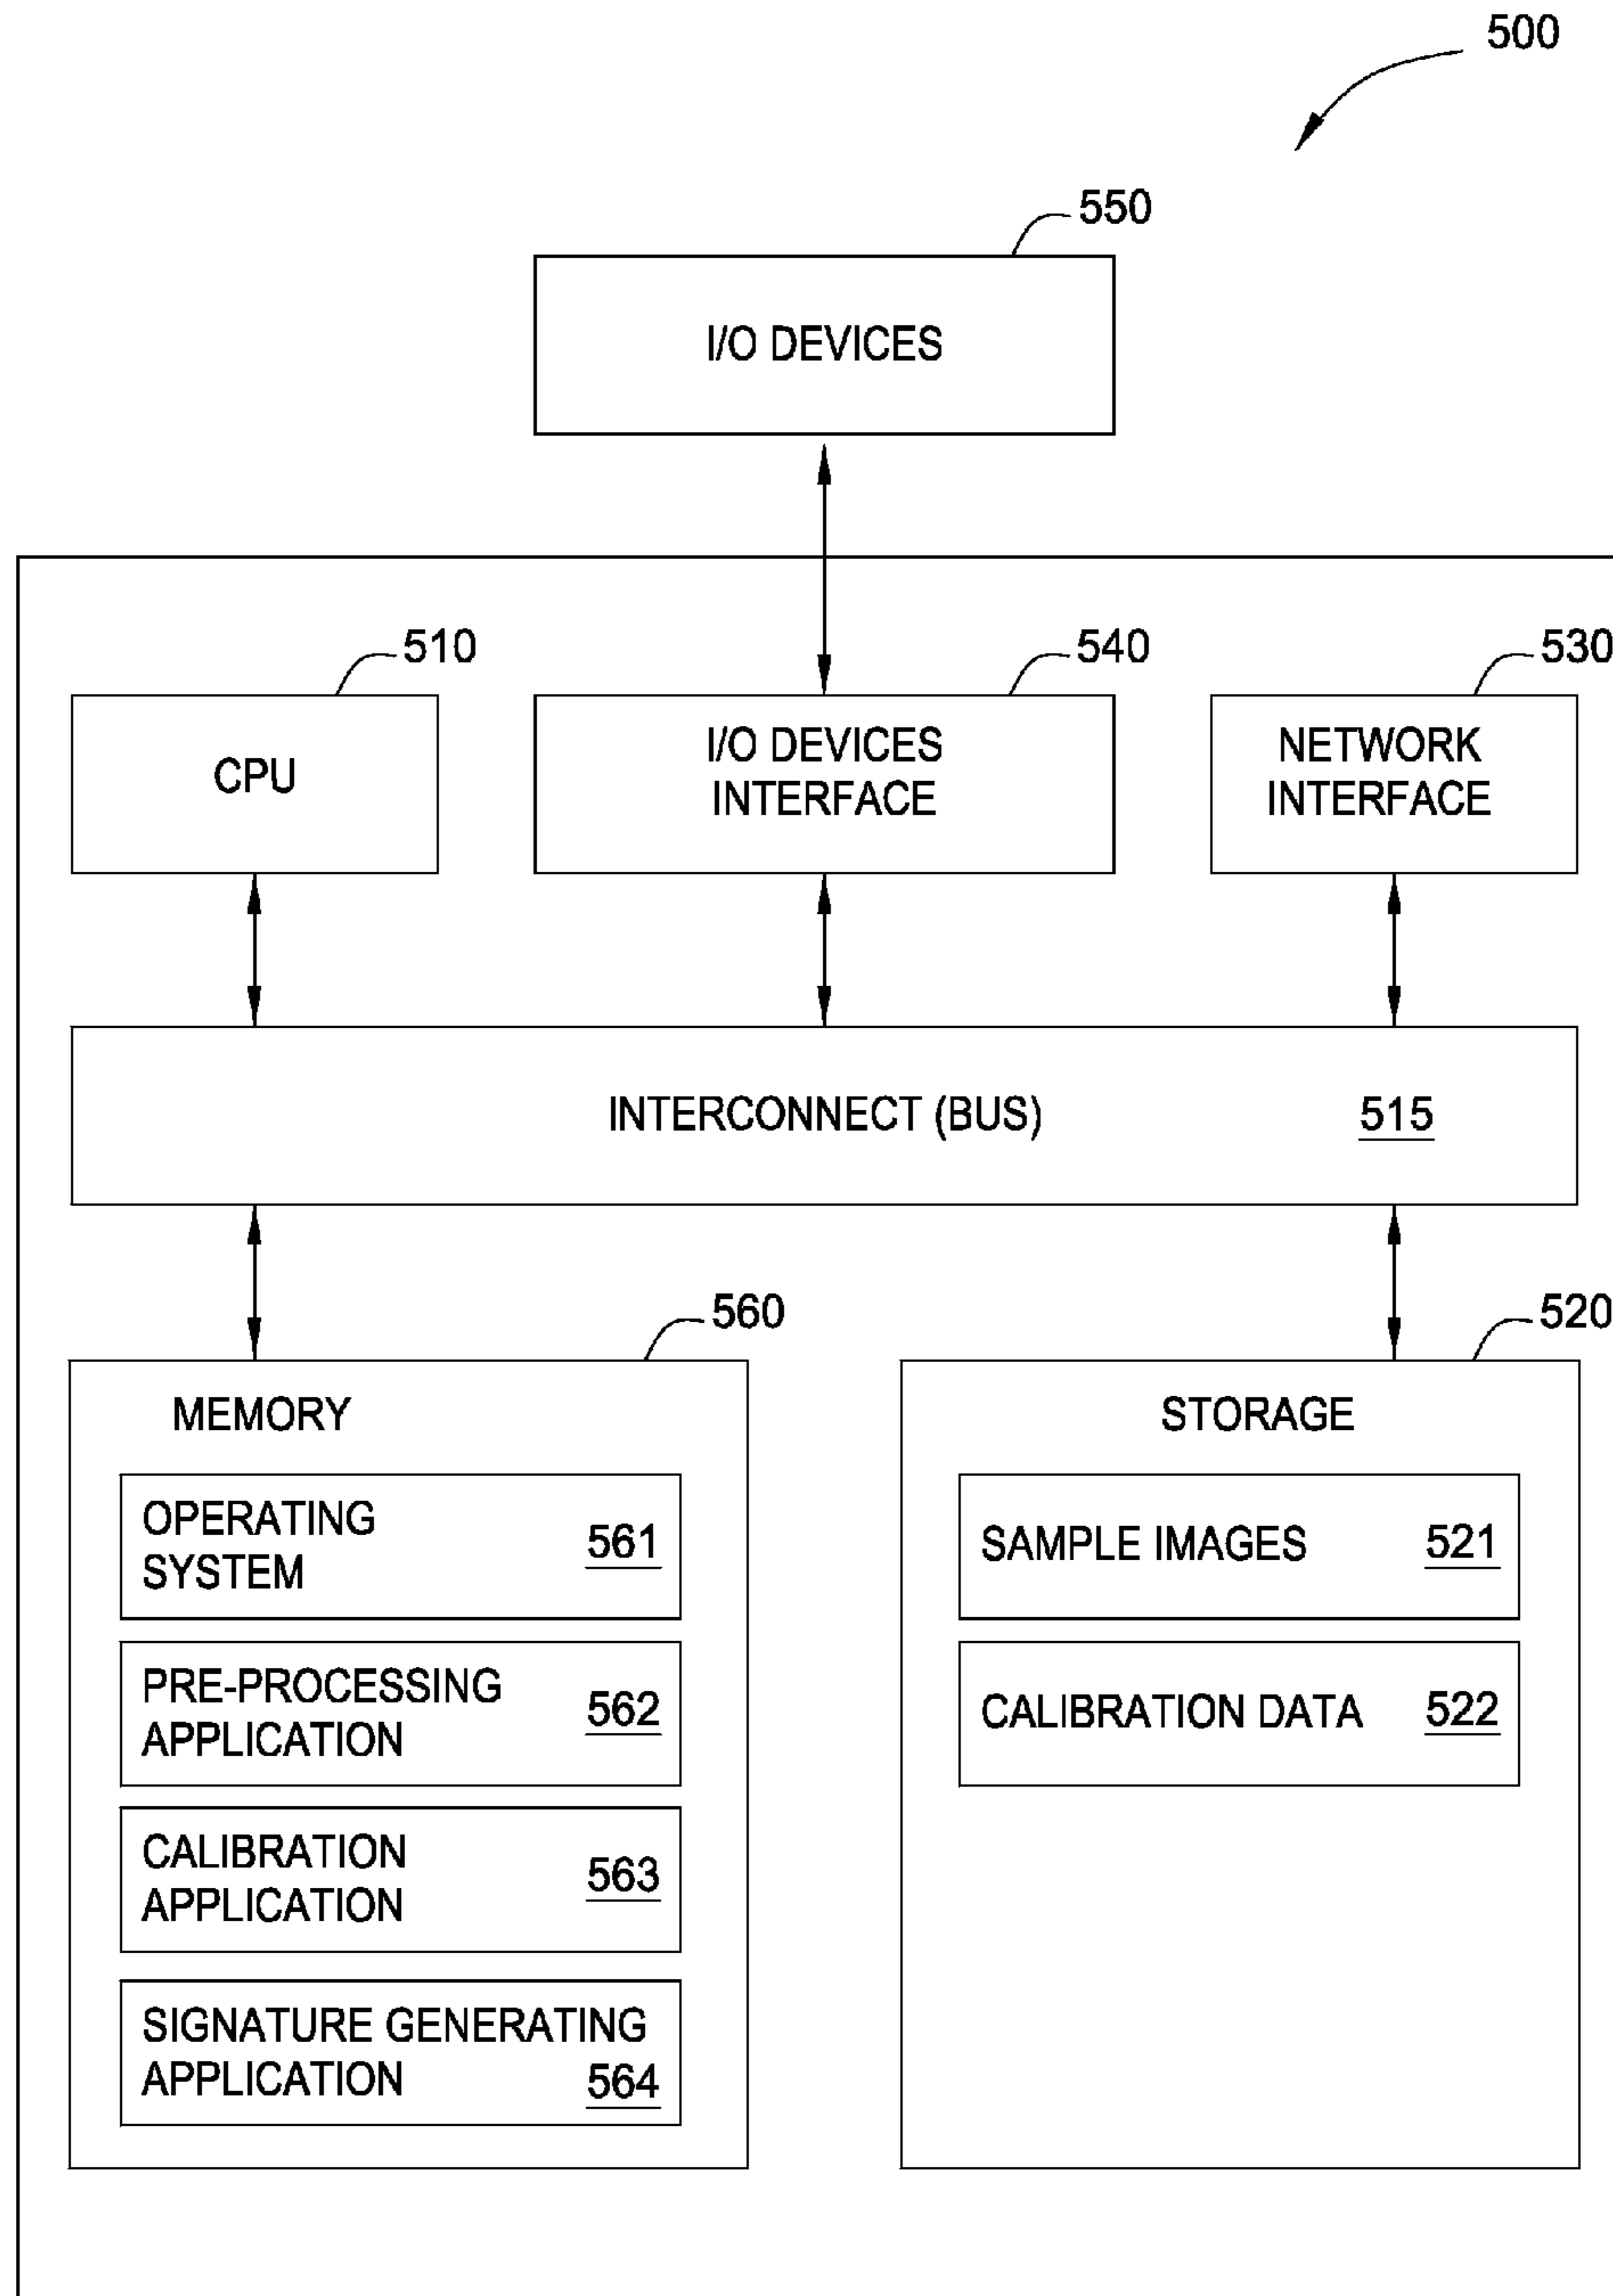 500
550
I/O DEVICES
510
540
530
CPU
I/O DEVICES
INTERFACE
NETWORK
INTERFACE
INTERCONNECT (BUS)
515
560
520
MEMORY
OPERATING
SYSTEM
561
PRE-PROCESSING
APPLICATION
562
CALIBRATION
APPLICATION
563
SIGNATURE GENERATING
APPLICATION
564
STORAGE
SAMPLE IMAGES
521
CALIBRATION DATA
522